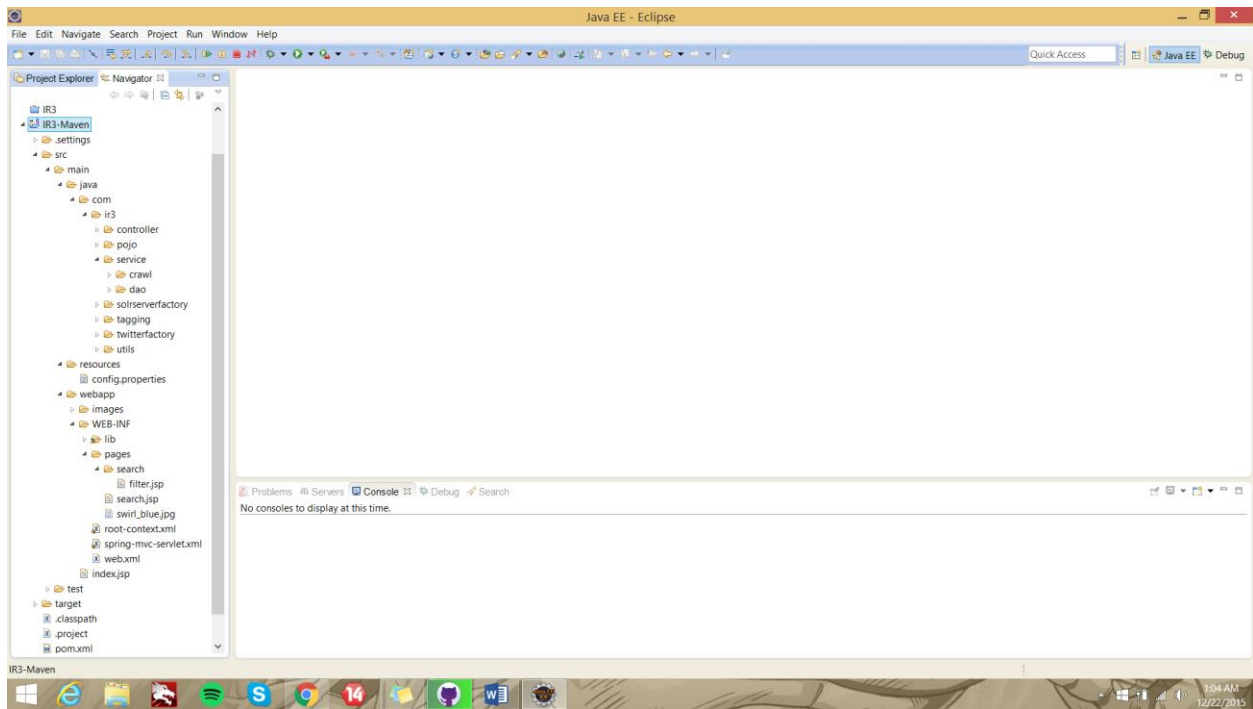 Java EE - Eclipse
File Edit Navigate Search Project Run Window Help
Quick Access
Java EE
Debug
Project Explorer
Navigator
IR3
IR3-Maven
.settings
src
main
java
com
ir3
controller
pojo
service
crawl
dao
solrserverfactory
tagging
twitterfactory
utils
resources
config.properties
webapp
images
WEB-INF
lib
pages
search
filter.jsp
search.jsp
swirl_blue.jpg
root-context.xml
spring-mvc-servlet.xml
web.xml
index.jsp
test
target
.classpath
.project
pom.xml
Problems Servers Console Debug Search
No consoles to display at this time.
IR3-Maven
14
1:04 AM
12/22/2015